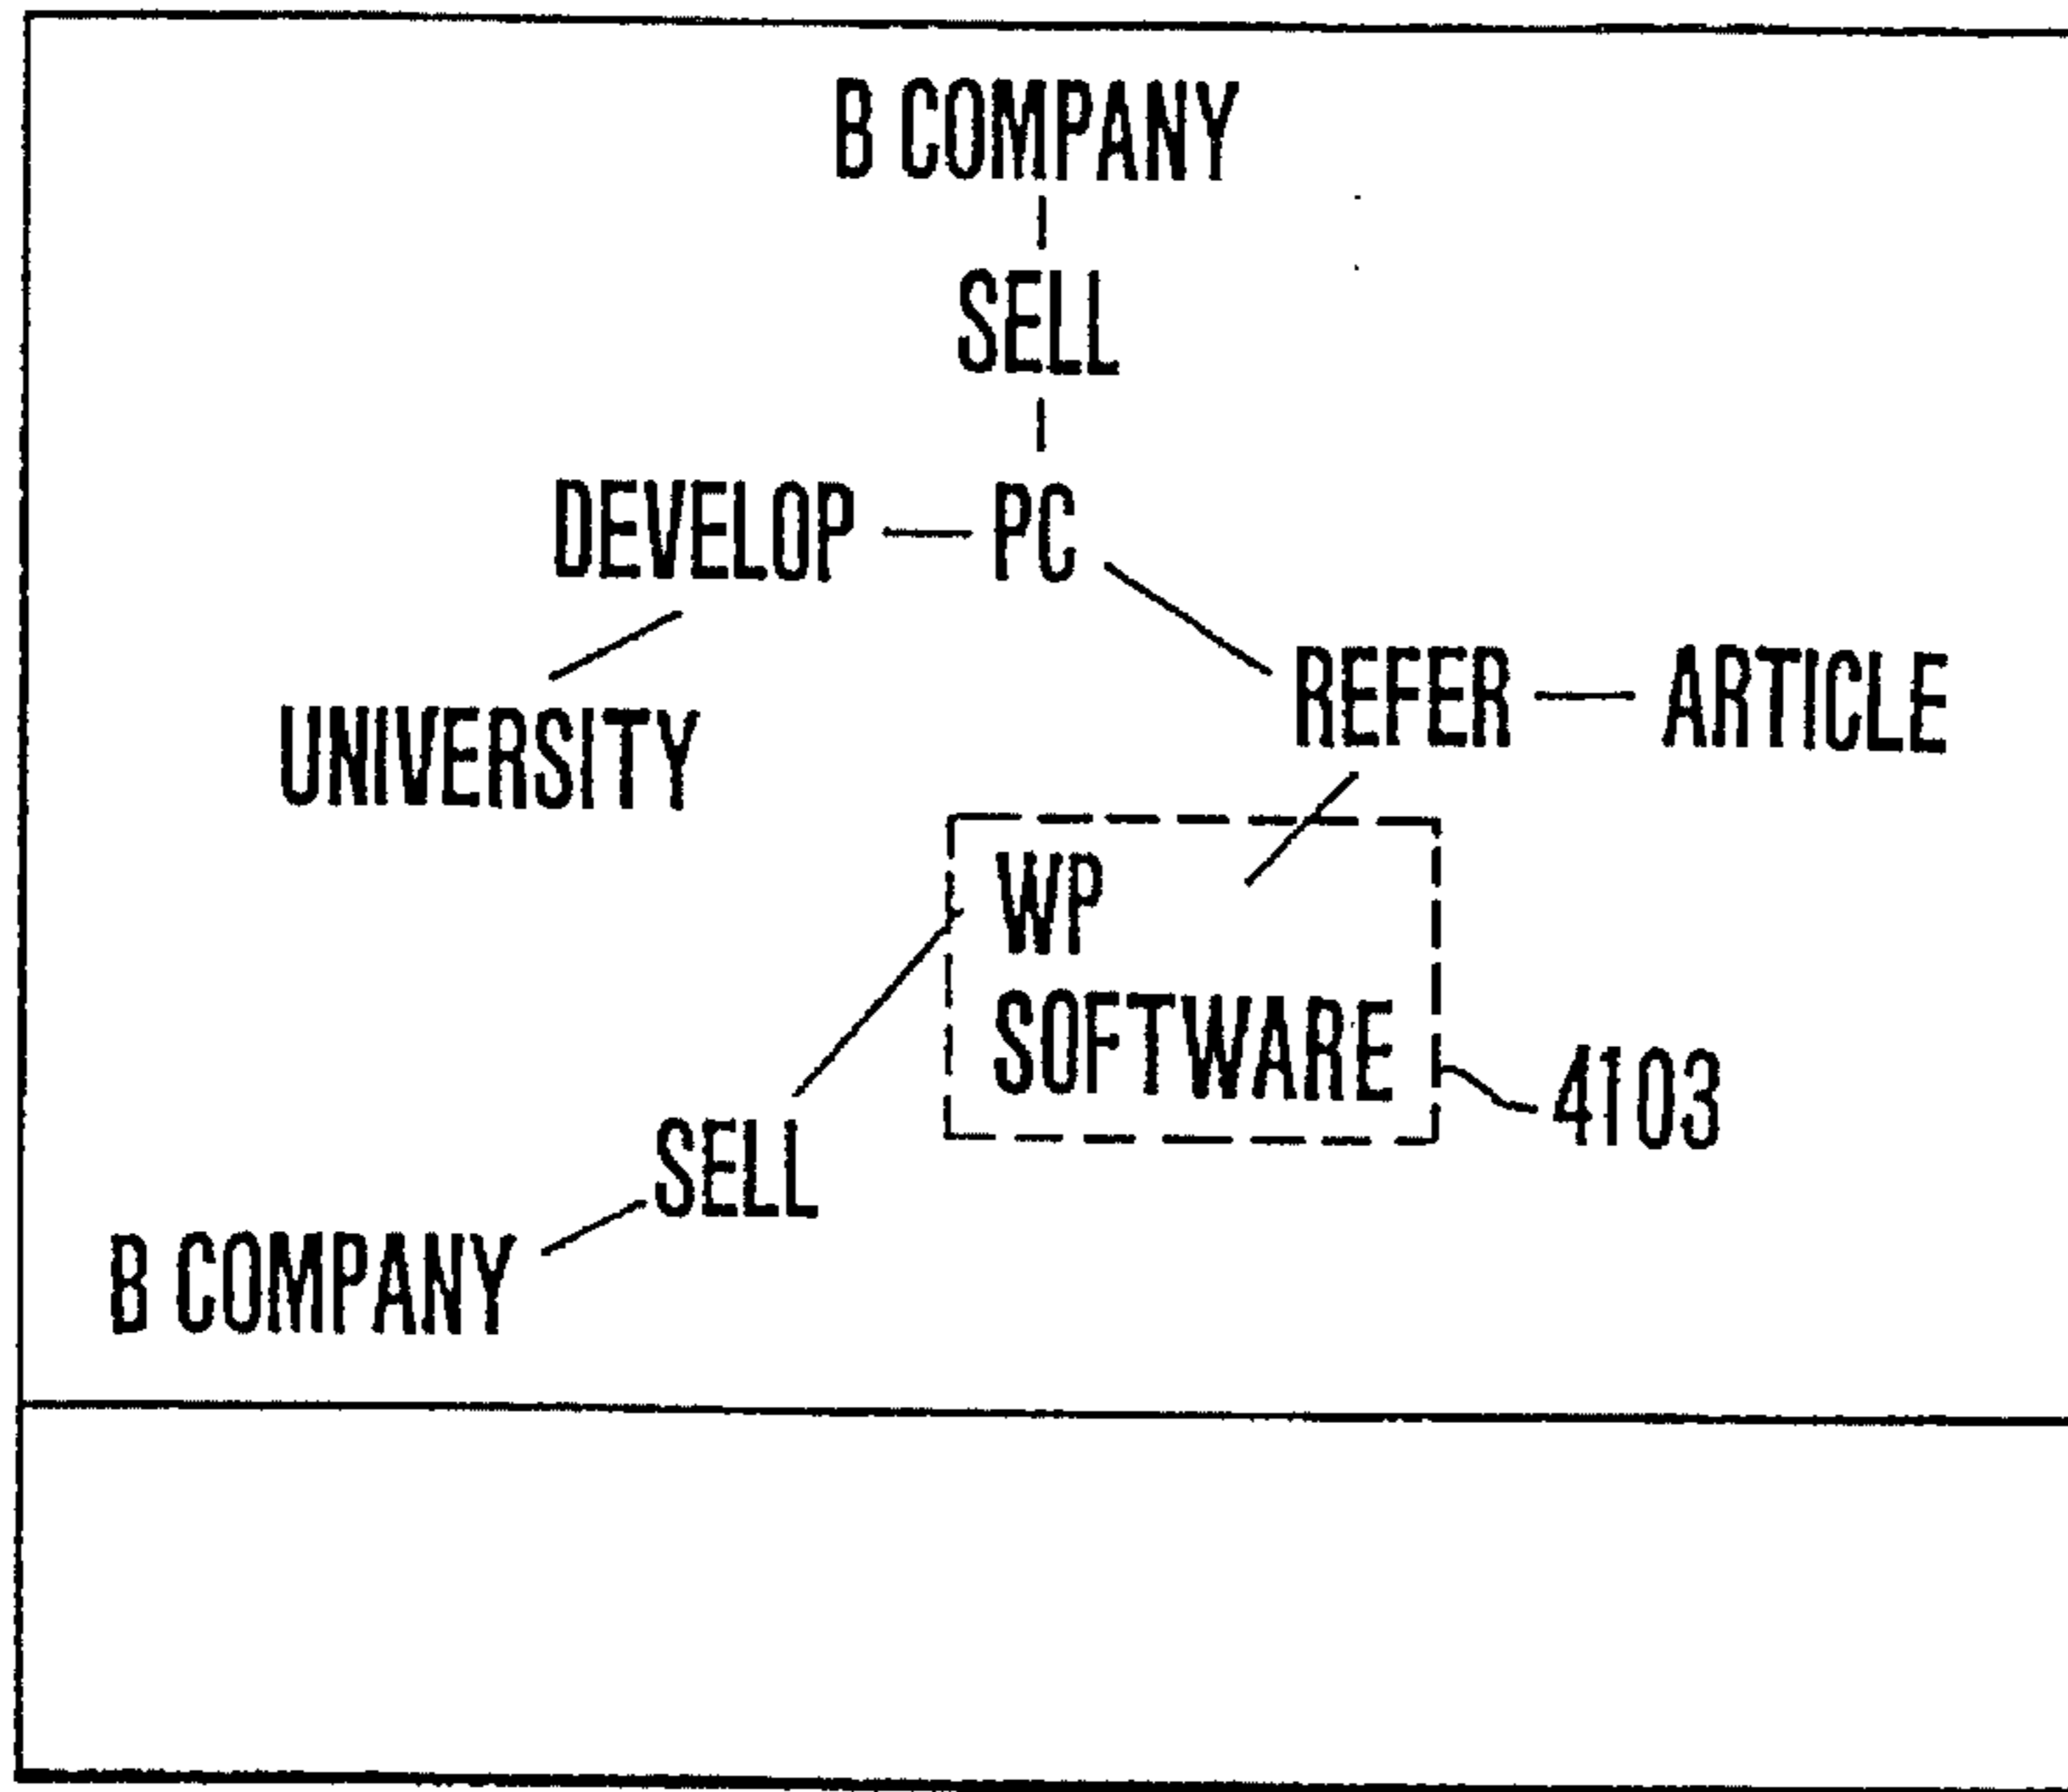 B COMPANY
SELL
DEVELOP PC
REFER ARTICLE
UNIVERSITY
WP
SOFTWARE
4103
SELL
B COMPANY